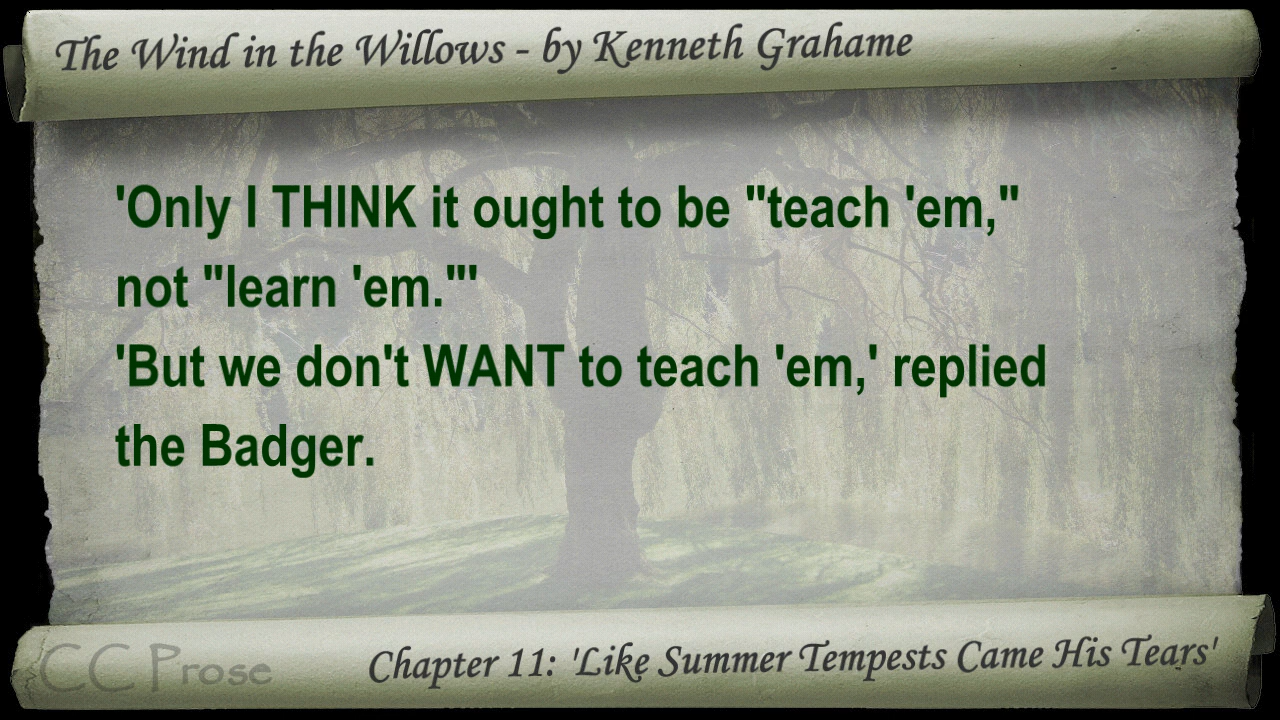 The Wind in the Willows - by Kenneth Grahame
'Only I THINK it ought to be "teach 'em,"
not "learn 'em."'
'But we don't WANT to teach 'em,' replied
the Badger.
CC Prose
Chapter 11: 'Like Summer Tempests Came His Tears'